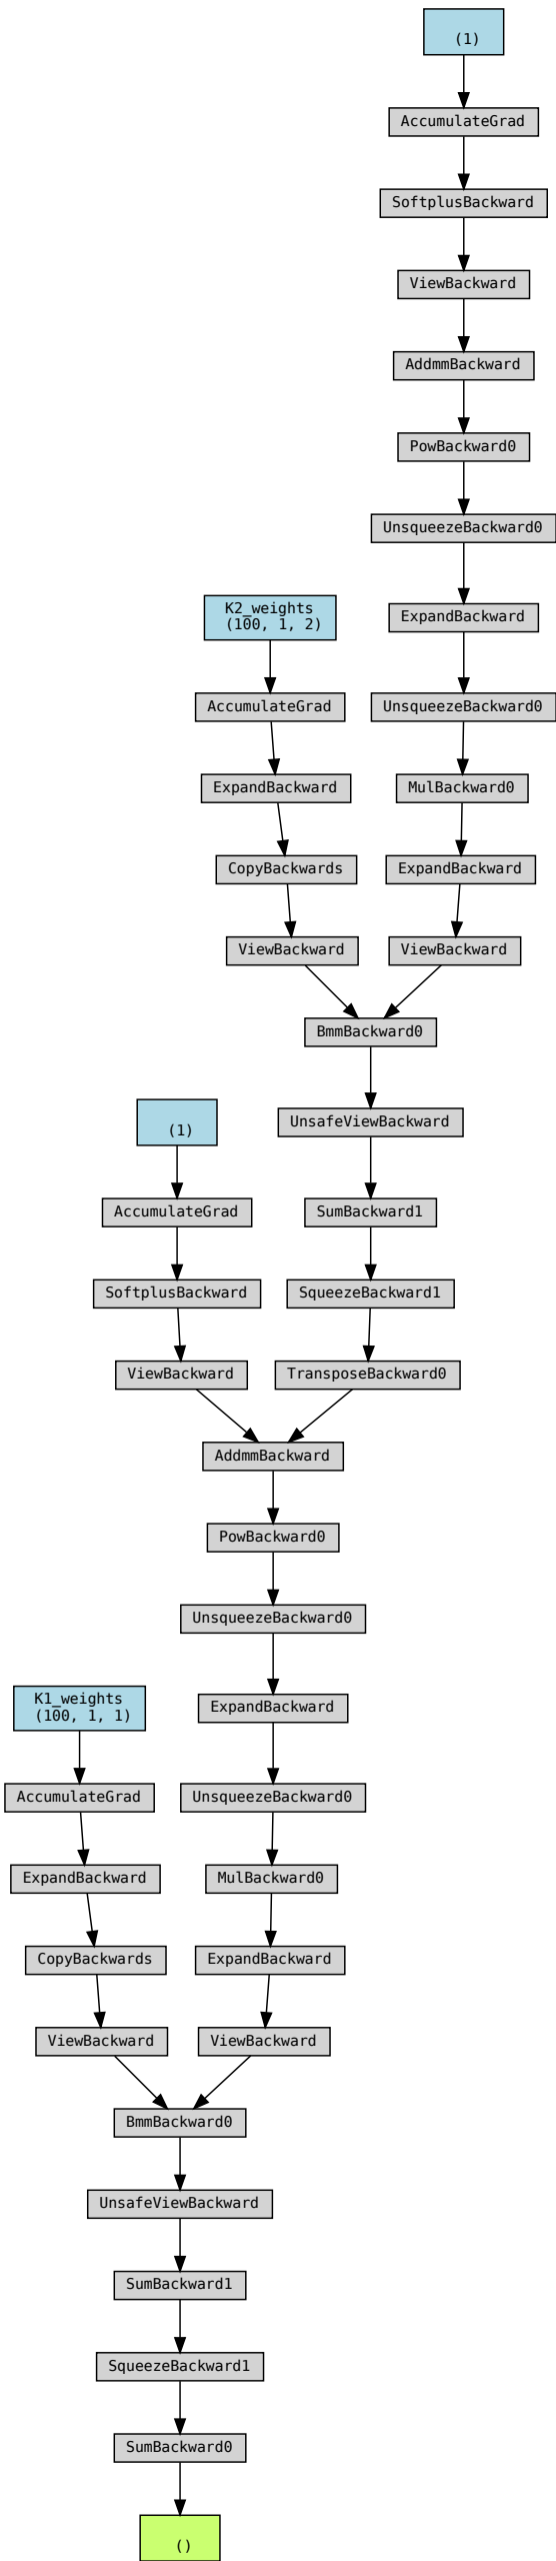 (1)
AccumulateGrad
SoftplusBackward
ViewBackward
AddmmBackward
PowBackward0
UnsqueezeBackward0
K2_weights
(100, 1, 2)
ExpandBackward
AccumulateGrad
UnsqueezeBackward0
ExpandBackward
MulBackward0
CopyBackwards
ExpandBackward
ViewBackward
ViewBackward
BmmBackward0
UnsafeViewBackward
(1)
AccumulateGrad
SumBackward1
SoftplusBackward
SqueezeBackward1
ViewBackward
TransposeBackward0
AddmmBackward
PowBackward0
UnsqueezeBackward0
K1_weights
(100, 1, 1)
ExpandBackward
AccumulateGrad
UnsqueezeBackward0
ExpandBackward
MulBackward0
CopyBackwards
ExpandBackward
ViewBackward
ViewBackward
BmmBackward0
UnsafeViewBackward
SumBackward1
SqueezeBackward1
SumBackward0
()